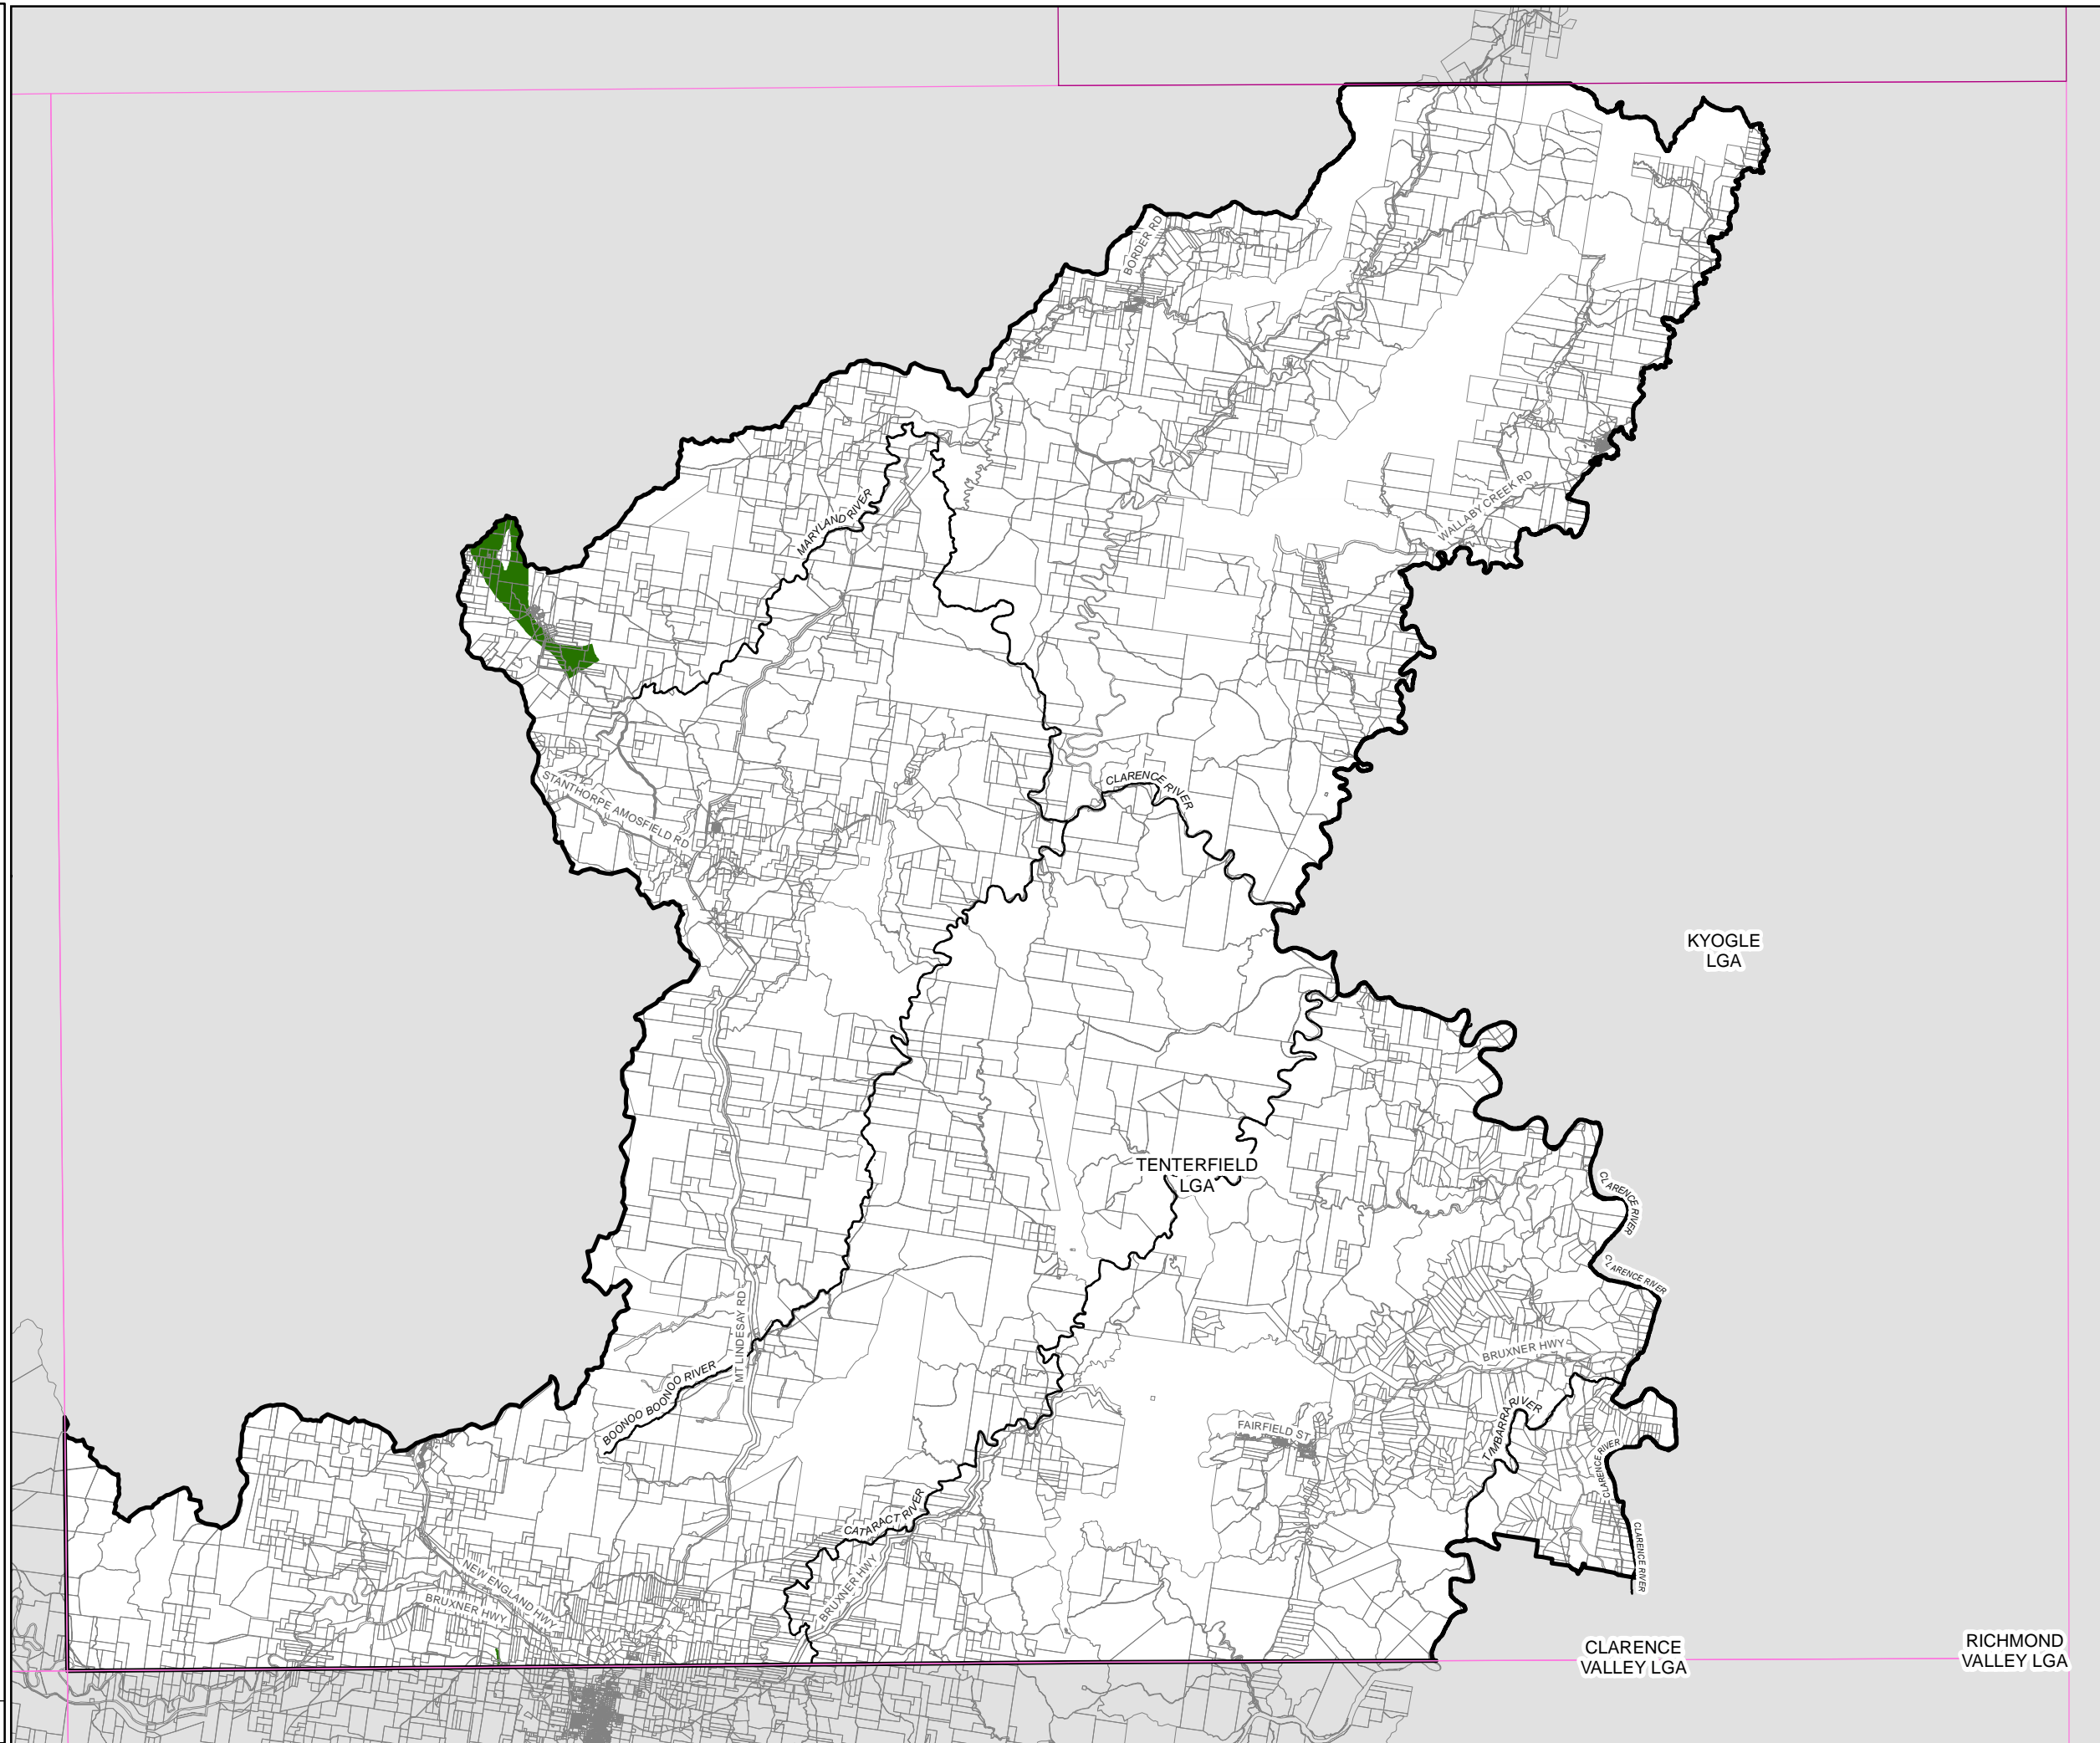 BORDER RD
MARYLAND RIVER
WALLABY CREEK RD
STANTHORPE AMOSFIELD RD
CLARENCE RIVER
KYOGLE
LGA
TENTERFIELD
LGA
CLARENCE RIVER
CLARENCE RIVER
MT LINDESAY RD
BOONOO BOONOO RIVER
BRUXNER HWY
TIMBARRA RIVER
FAIRFIELD ST
CLARENCE RIVER
CATARACT RIVER
CLARENCE RIVER
NEW ENGLAND HWY
BRUXNER HWY
BRUXNER HWY
CLARENCE
VALLEY LGA
RICHMOND
VALLEY LGA